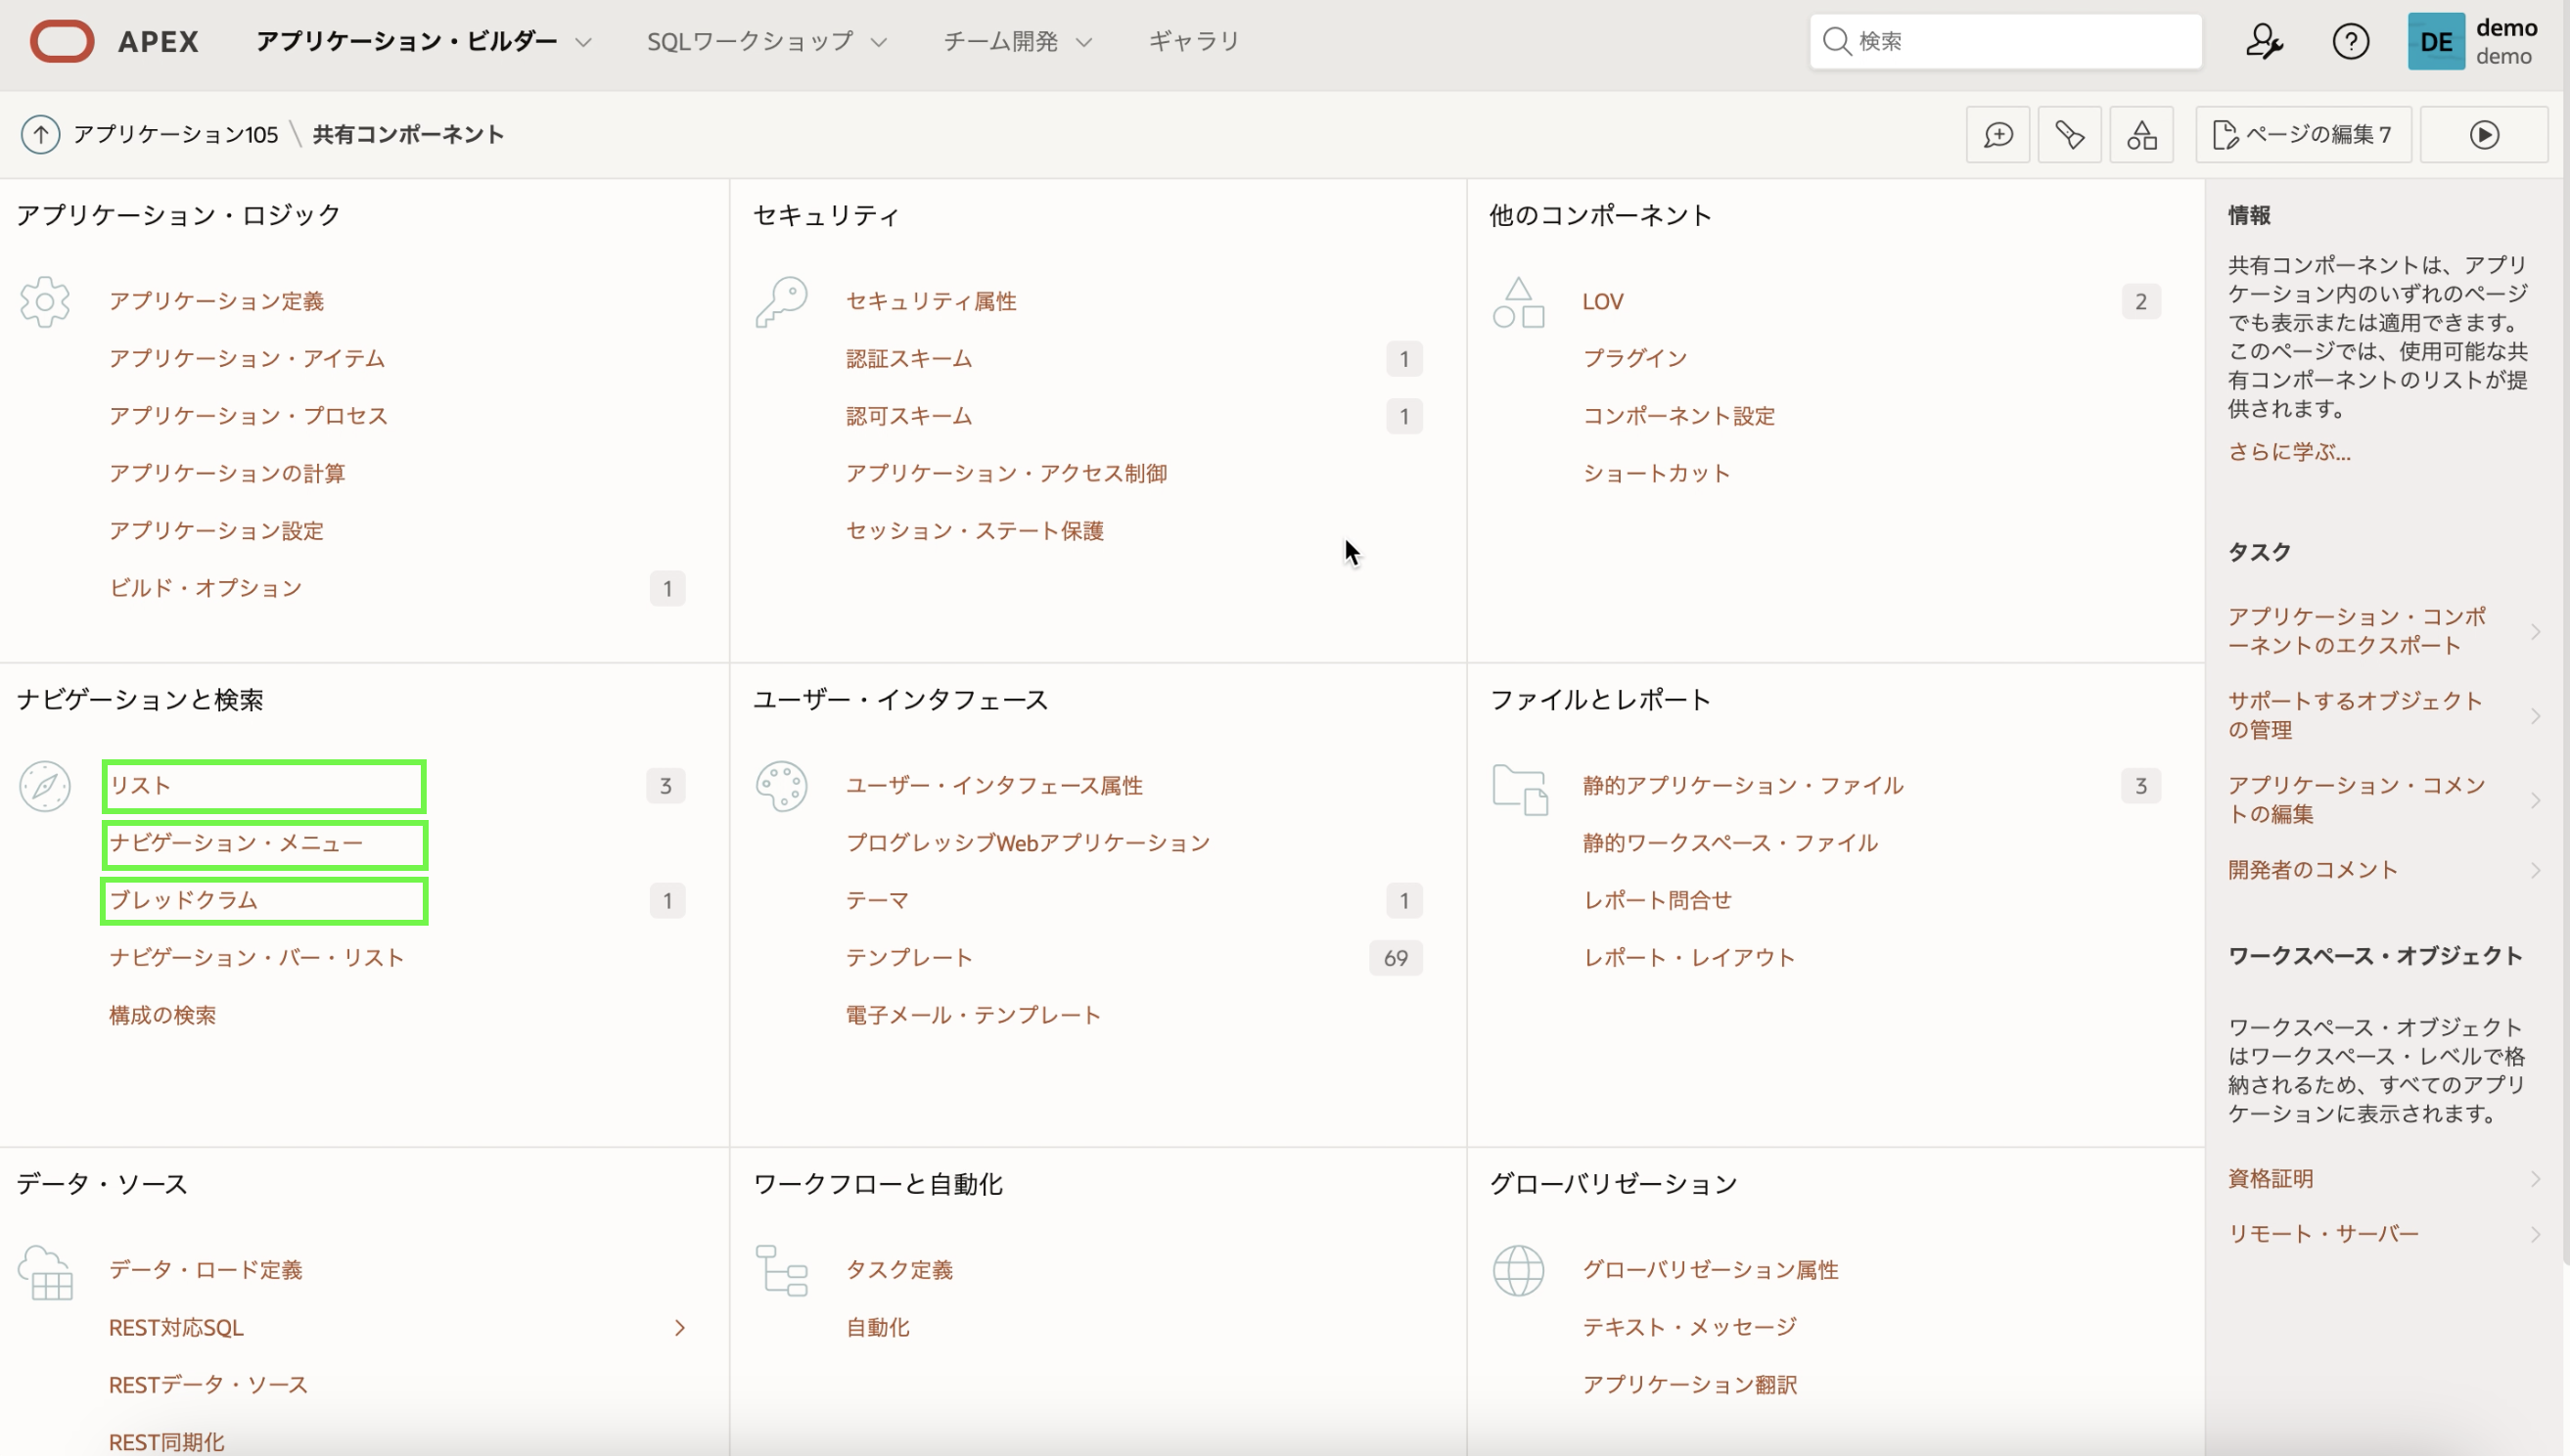 APEX アプリケーション・ビルダー SQLワークショップ チーム開発 ギャラリ 検索 ? DE demo
demo
アプリケーション105 \ 共有コンポーネント ページの編集 7
アプリケーション・ロジック
アプリケーション定義
アプリケーション・アイテム
アプリケーション・プロセス
アプリケーションの計算
アプリケーション設定
ビルド・オプション 1
セキュリティ
セキュリティ属性
認証スキーム 1
認可スキーム 1
アプリケーション・アクセス制御
セッション・ステート保護
他のコンポーネント
LOV 2
プラグイン
コンポーネント設定
ショートカット
ナビゲーションと検索
リスト 3
ナビゲーション・メニュー
ブレッドクラム 1
ナビゲーション・バー・リスト
構成の検索
ユーザー・インタフェース
ユーザー・インタフェース属性
プログレッシブWebアプリケーション
テーマ 1
テンプレート 69
電子メール・テンプレート
ファイルとレポート
静的アプリケーション・ファイル 3
静的ワークスペース・ファイル
レポート問合せ
レポート・レイアウト
データ・ソース
データ・ロード定義
REST対応SQL
RESTデータ・ソース
REST同期化
ワークフローと自動化
タスク定義
自動化
グローバリゼーション
グローバリゼーション属性
テキスト・メッセージ
アプリケーション翻訳
情報
共有コンポーネントは、アプリ
ケーション内のいずれのページ
でも表示または適用できます。
このページでは、使用可能な共
有コンポーネントのリストが提
供されます。
さらに学ぶ...
タスク
アプリケーション・コンポ
ーネントのエクスポート
サポートするオブジェクト
の管理
アプリケーション・コメン
トの編集
開発者のコメント
ワークスペース・オブジェクト
ワークスペース・オブジェクト
はワークスペース・レベルで格
納されるため、すべてのアプリ
ケーションに表示されます。
資格証明
リモート・サーバー